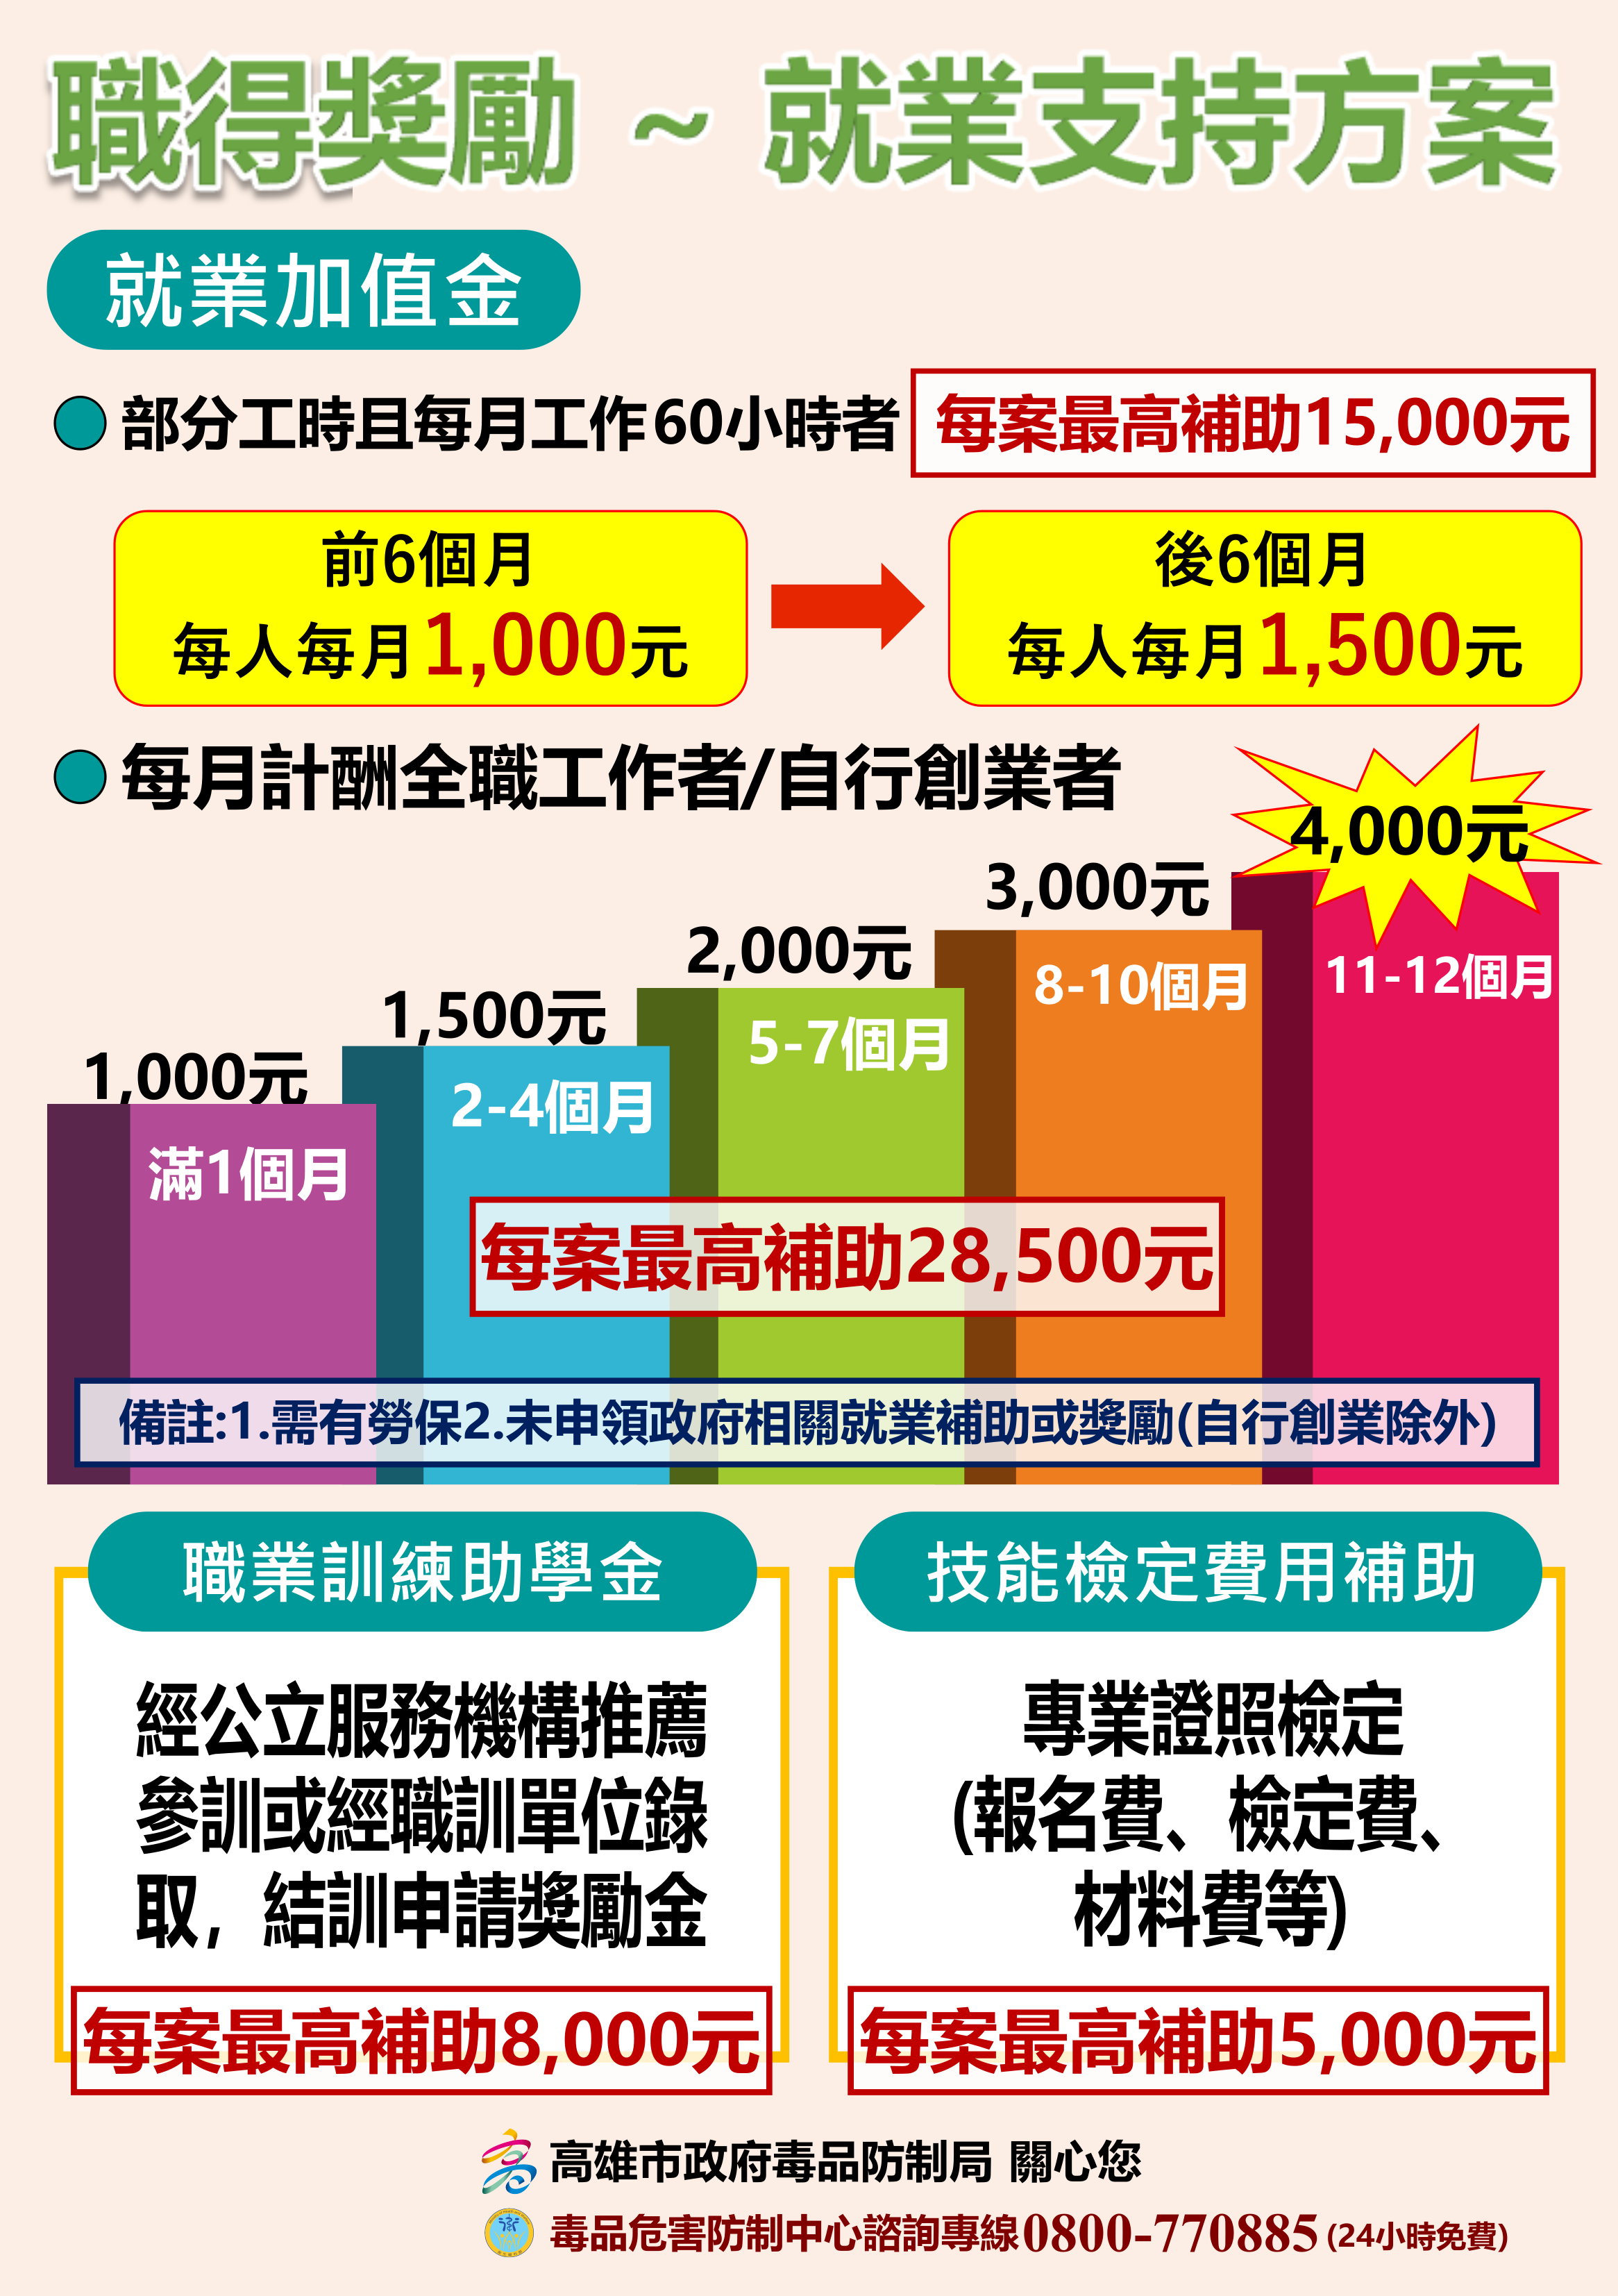 職得獎勵 ~ 就業支持方案
就業加值金
部分工時且每月工作60小時者 每案最高補助15,000元
前6個月
每人每月1,000元
後6個月
每人每月1,500元
每月計酬全職工作者/自行創業者
1,000元
滿1個月
1,500元
2-4個月
2,000元
5-7個月
3,000元
8-10個月
4,000元
11-12個月
每案最高補助28,500元
備註:1.需有勞保2.未申領政府相關就業補助或獎勵(自行創業除外)
職業訓練助學金
經公立服務機構推薦
參訓或經職訓單位錄
取，結訓申請獎勵金
每案最高補助8,000元
技能檢定費用補助
專業證照檢定
(報名費、檢定費、
材料費等)
每案最高補助5,000元
高雄市政府毒品防制局 關心您
毒品危害防制中心諮詢專線0800-770885 (24小時免費)